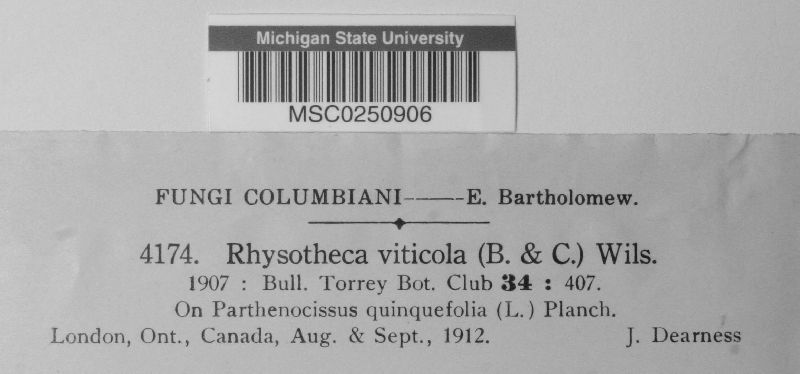 Michigan State University
MSC0250906
FUNGI COLUMBIANI——E. Bartholomew.
4174. Rhysotheca viticola (B. & C.) Wils.
1907 : Bull. Torrey Bot. Club 34 : 407.
On Parthenocissus quinquefolia (L.) Planch.
London, Ont., Canada, Aug. & Sept., 1912. J. Dearness